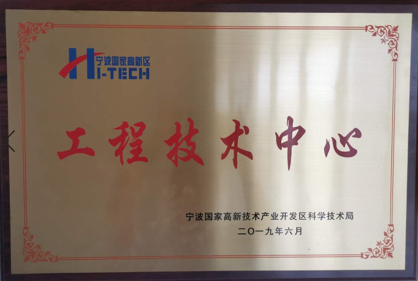 宁波国家高新区
Hi-TECH
工程技术中心
宁波国家高新技术产业开发区科学技术局
二〇一九年六月